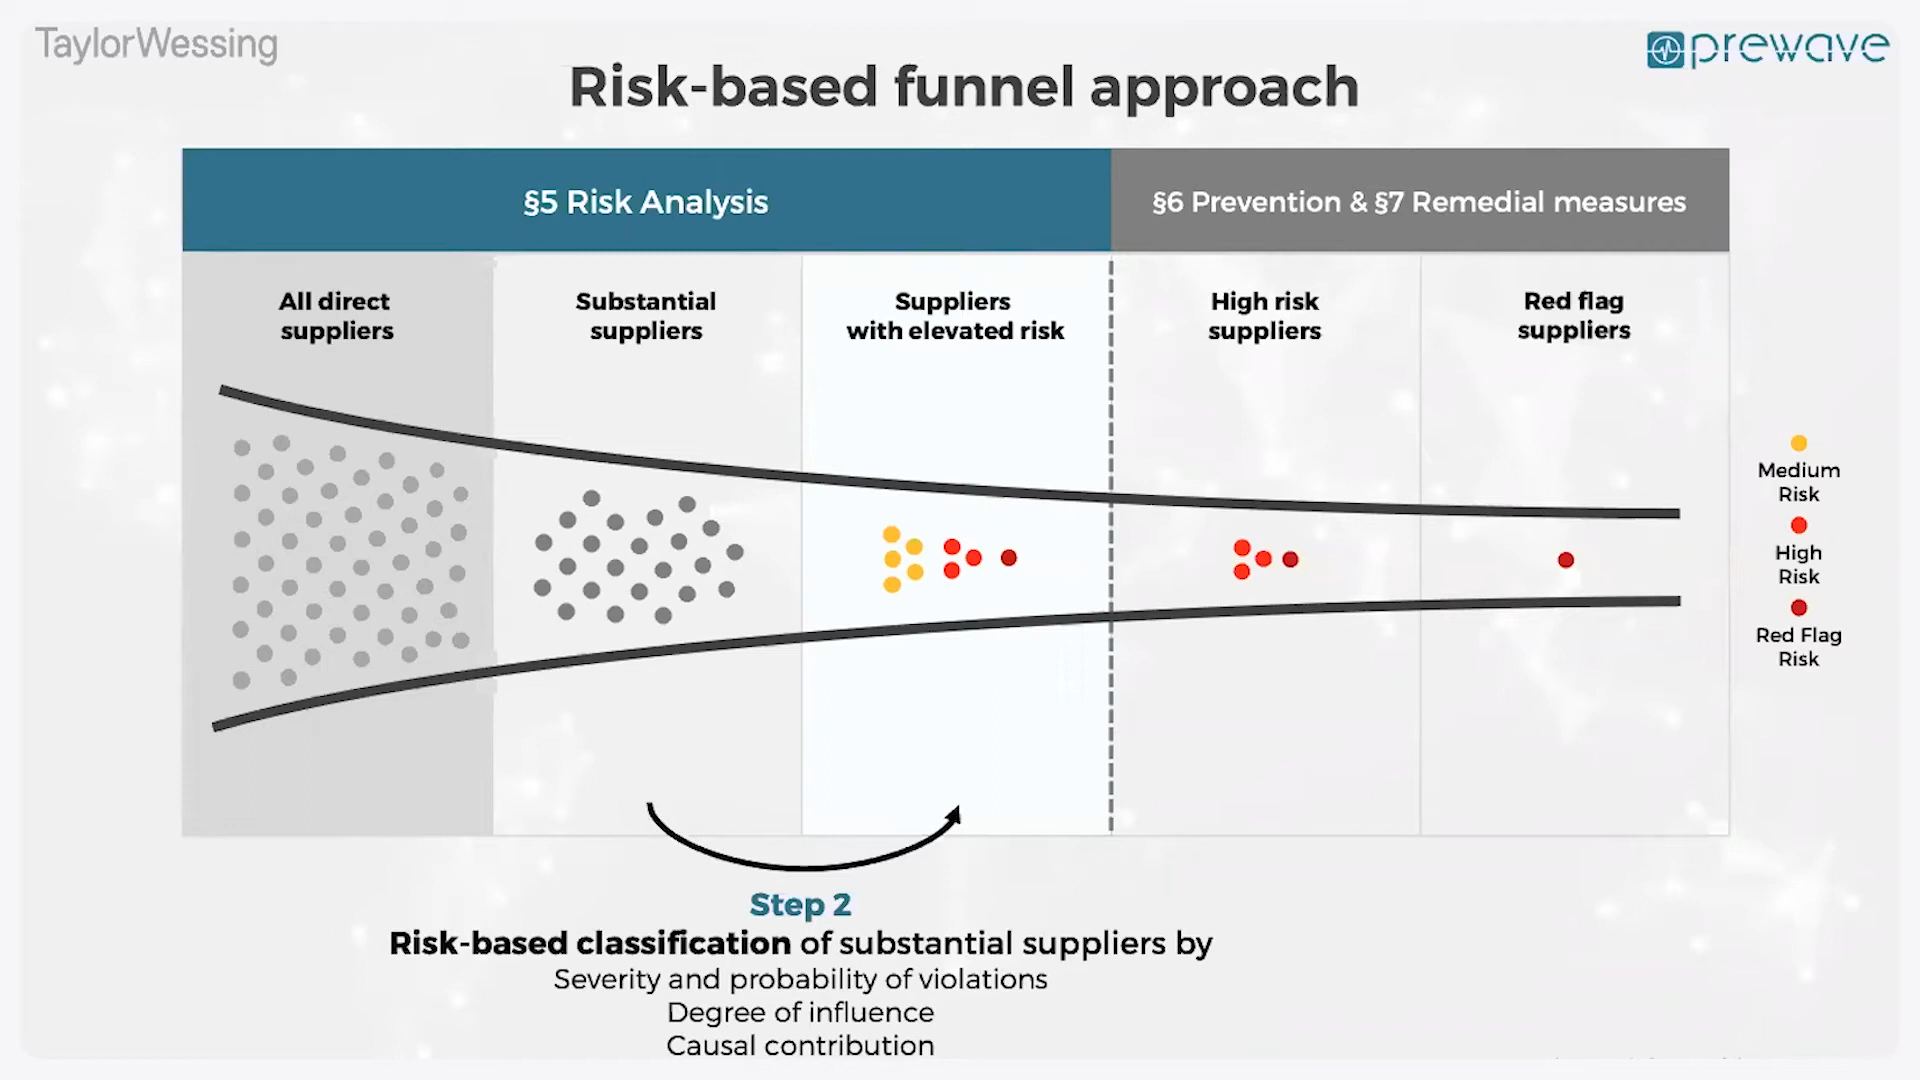 TaylorWessing
prewave
Risk-based funnel approach
§5 Risk Analysis
§6 Prevention & §7 Remedial measures
All direct
suppliers
Substantial
suppliers
Suppliers
with elevated risk
High risk
suppliers
Red flag
suppliers
Medium
Risk
High
Risk
Red Flag
Risk
Step 2
Risk-based classification of substantial suppliers by
Severity and probability of violations
Degree of influence
Causal contribution